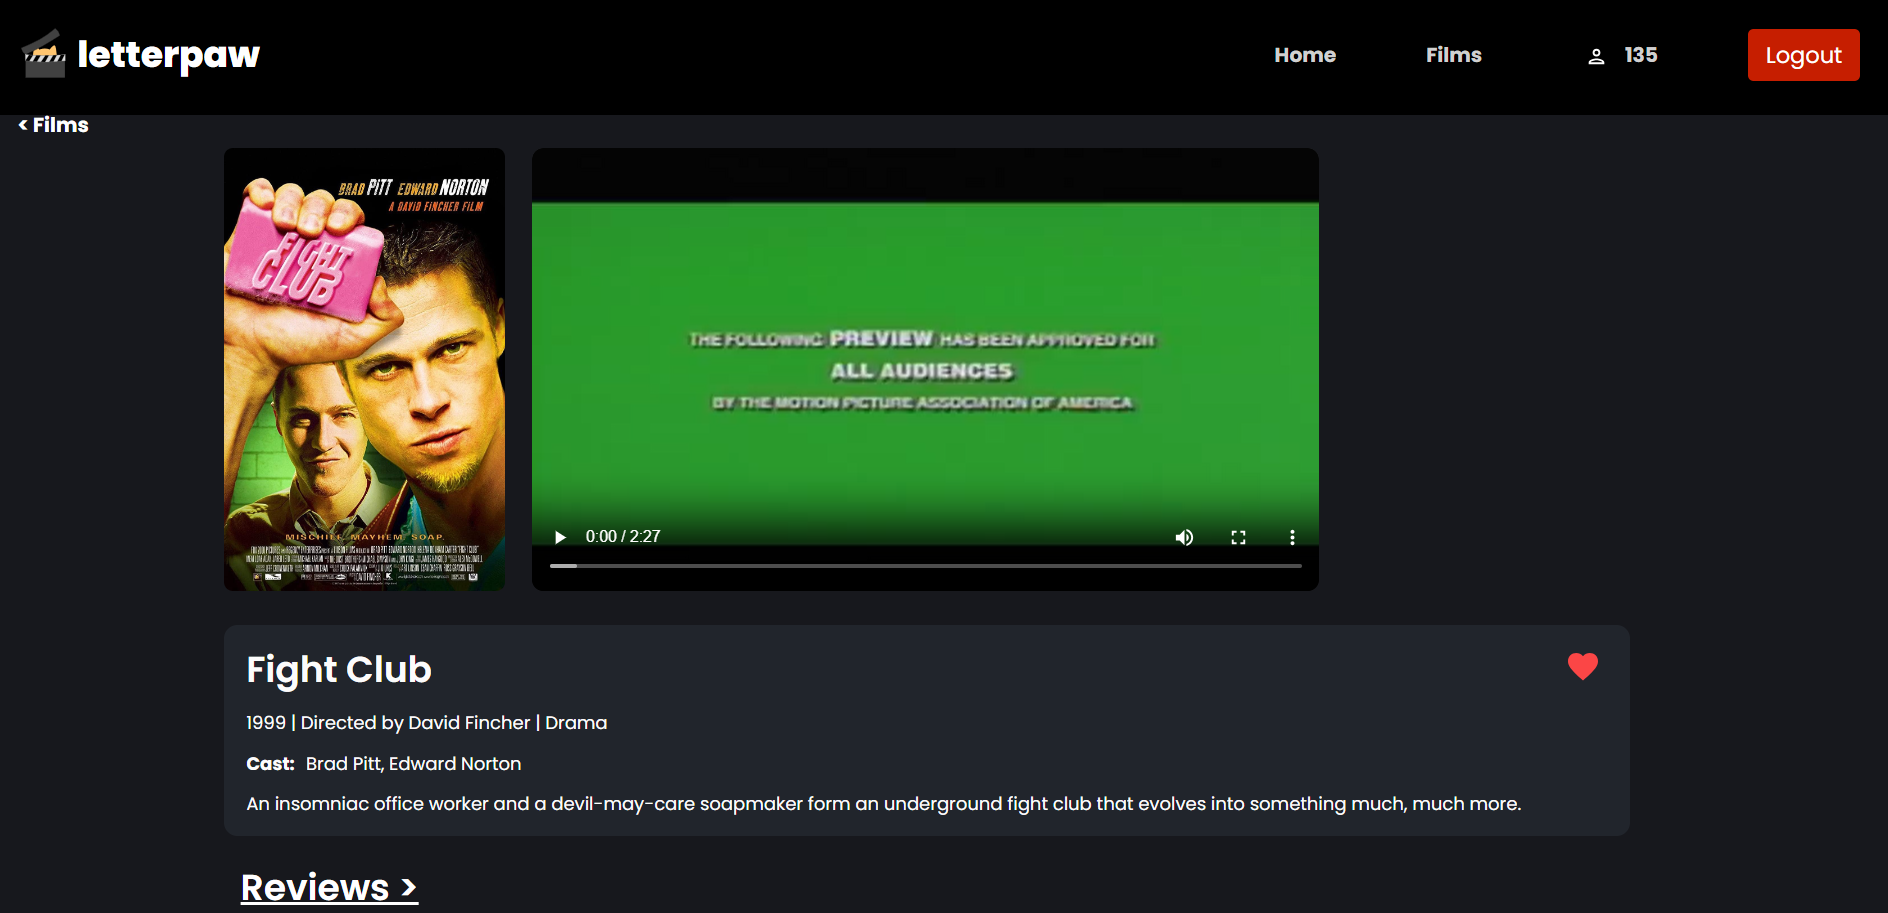 letterpaw
Home
Films
135
Logout
< Films
BRAD PITT EDWARD NORTON
A DAVID FINCHER FILM
FIGHT
CLUB
MISCHIEF. MAYHEM. SOAP.
THE FOLLOWING PREVIEW HAS BEEN APPROVED FOR
ALL AUDIENCES
BY THE MOTION PICTURE ASSOCIATION OF AMERICA
0:00 / 2:27
Fight Club
1999 | Directed by David Fincher | Drama
Cast: Brad Pitt, Edward Norton
An insomniac office worker and a devil-may-care soapmaker form an underground fight club that evolves into something much, much more.
Reviews >